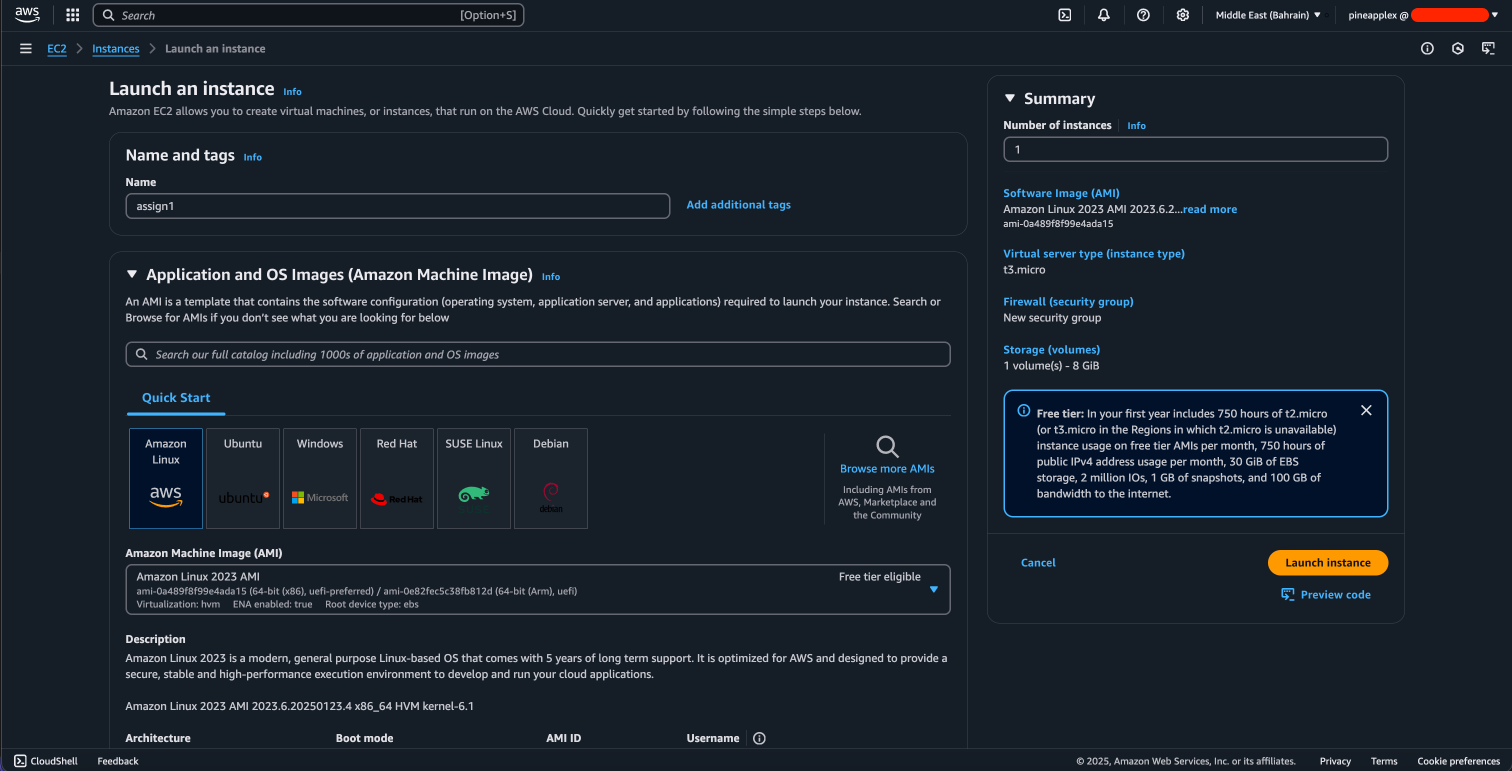 aws
Search [Option+S]
Middle East (Bahrain)
pineapplex @
EC2 Instances Launch an instance
Launch an instance Info
Amazon EC2 allows you to create virtual machines, or instances, that run on the AWS Cloud. Quickly get started by following the simple steps below.
Name and tags Info
Name
assign1
Add additional tags
Application and OS Images (Amazon Machine Image) Info
An AMI is a template that contains the software configuration (operating system, application server, and applications) required to launch your instance. Search or
Browse for AMIs if you don't see what you are looking for below
Search our full catalog including 1000s of application and OS images
Quick Start
Amazon
Linux
aws
Ubuntu
ubuntu
Windows
Microsoft
Red Hat
Red Hat
SUSE Linux
Debian
debian
Browse more AMIs
Including AMIs from
AWS, Marketplace and
the Community
Amazon Machine Image (AMI)
Amazon Linux 2023 AMI
Free tier eligible
ami-0a489f8f99e4ada15 (64-bit (x86), uefi-preferred) / ami-0e82fec5c38fb812d (64-bit (Arm), uefi)
Virtualization: hvm ENA enabled: true Root device type: ebs
Description
Amazon Linux 2023 is a modern, general purpose Linux-based OS that comes with 5 years of long term support. It is optimized for AWS and designed to provide a
secure, stable and high-performance execution environment to develop and run your cloud applications.
Amazon Linux 2023 AMI 2023.6.20250123.4 x86_64 HVM kernel-6.1
Architecture Boot mode AMI ID Username
Summary
Number of instances Info
1
Software Image (AMI)
Amazon Linux 2023 AMI 2023.6.2...read more
ami-0a489f8f99e4ada15
Virtual server type (instance type)
t3.micro
Firewall (security group)
New security group
Storage (volumes)
1 volume(s) - 8 GiB
Free tier: In your first year includes 750 hours of t2.micro
(or t3.micro in the Regions in which t2.micro is unavailable)
instance usage on free tier AMIs per month, 750 hours of
public IPv4 address usage per month, 30 GiB of EBS
storage, 2 million IOs, 1 GB of snapshots, and 100 GB of
bandwidth to the internet.
Cancel
Launch instance
Preview code
CloudShell Feedback
© 2025, Amazon Web Services, Inc. or its affiliates. Privacy Terms Cookie preferences